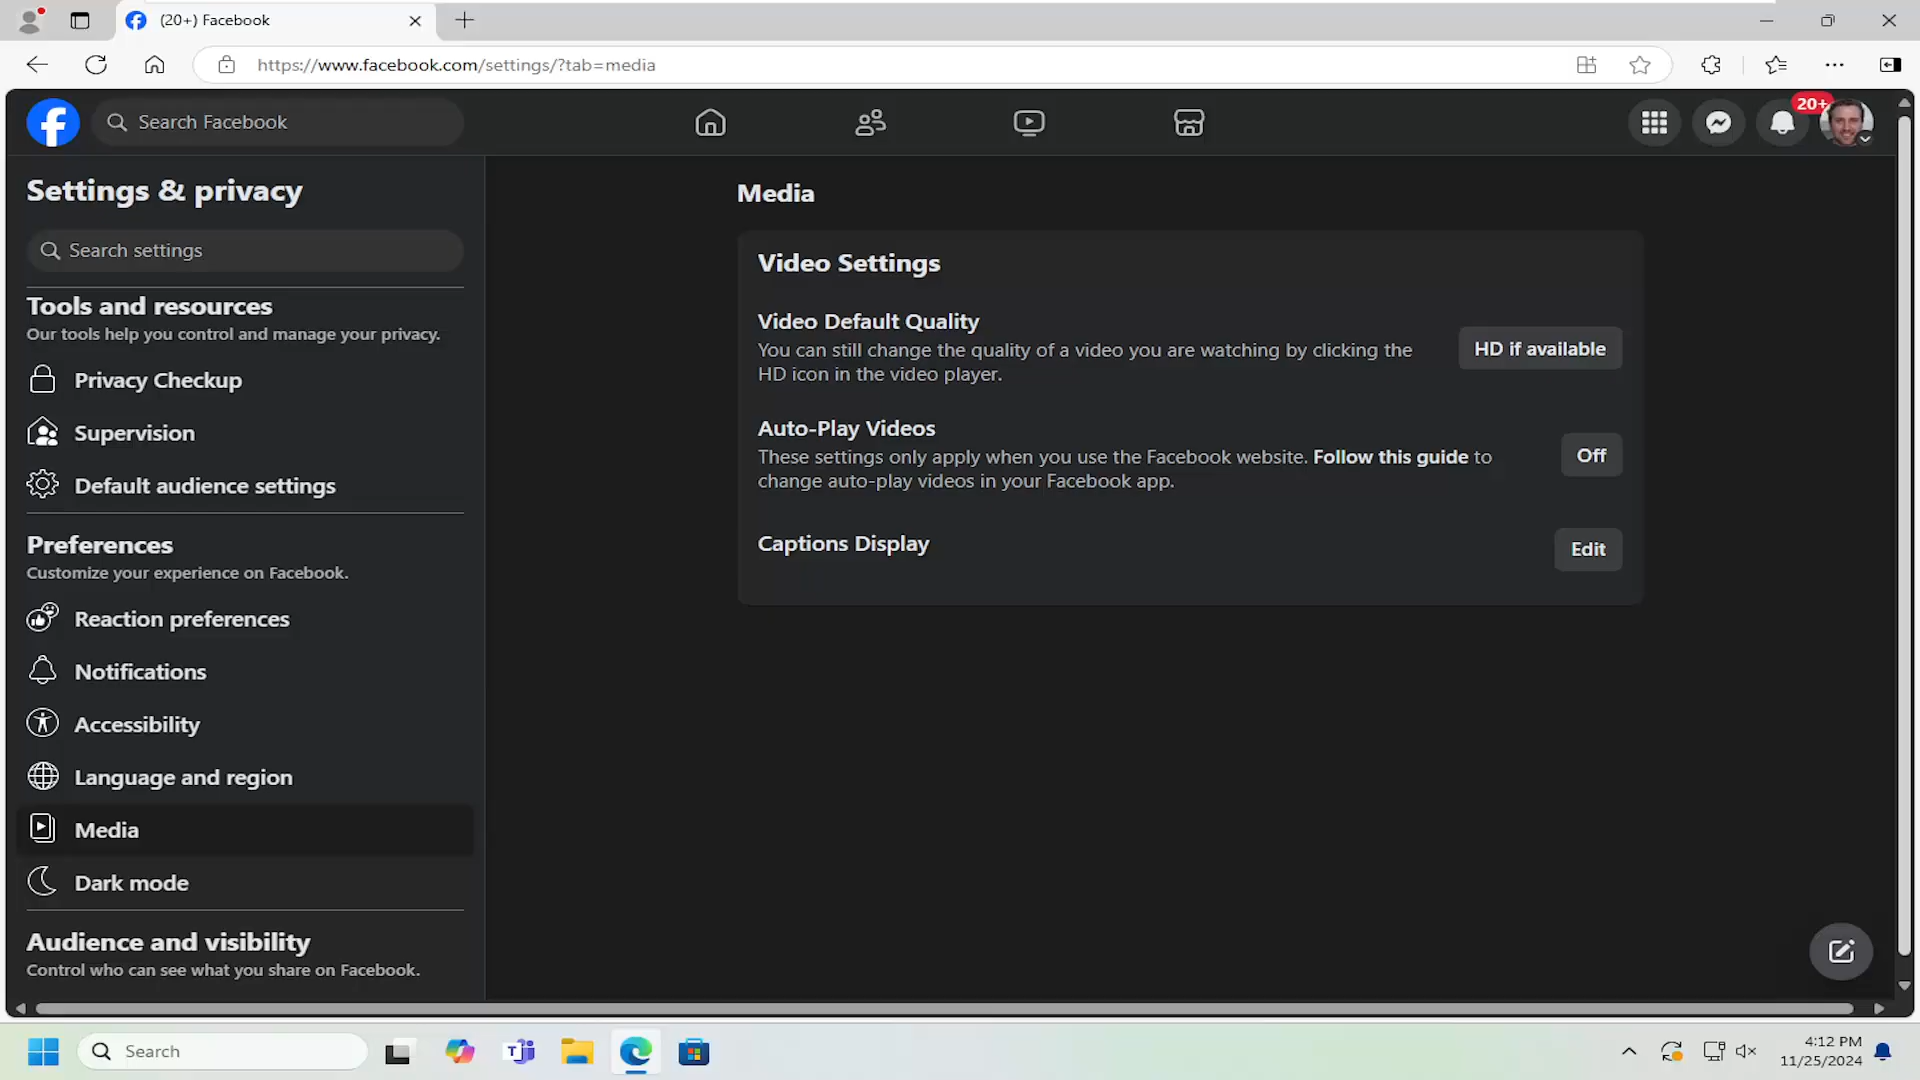 (20+) Facebook
https://www.facebook.com/settings/?tab=media
Search Facebook
20+
Settings & privacy
Search settings
Tools and resources
Our tools help you control and manage your privacy.
Privacy Checkup
Supervision
Default audience settings
Preferences
Customize your experience on Facebook.
Reaction preferences
Notifications
Accessibility
Language and region
Media
Dark mode
Audience and visibility
Control who can see what you share on Facebook.
Media
Video Settings
Video Default Quality
You can still change the quality of a video you are watching by clicking the
HD icon in the video player.
HD if available
Auto-Play Videos
These settings only apply when you use the Facebook website. Follow this guide to
change auto-play videos in your Facebook app.
Off
Captions Display
Edit
Search
4:12 PM
11/25/2024